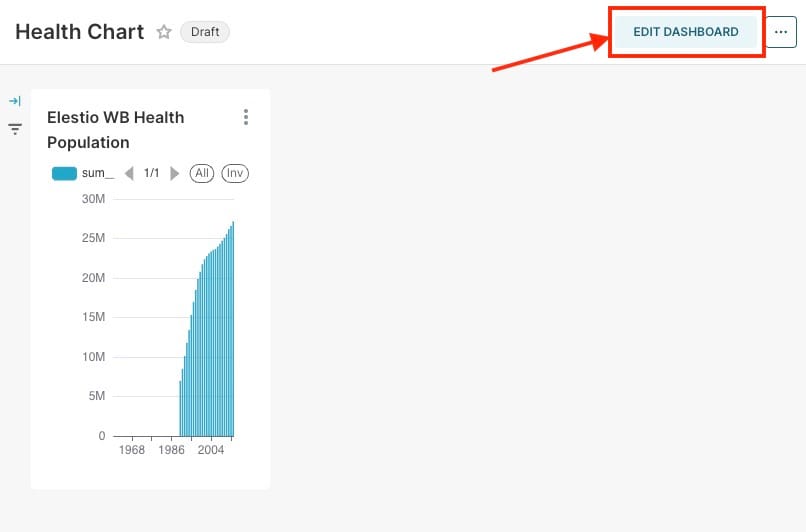 Health Chart
Draft
EDIT DASHBOARD
...
Elestio WB Health
Population
sum__
1/1
All
Inv
30M
25M
20M
15M
10M
5M
0
1968 1986 2004